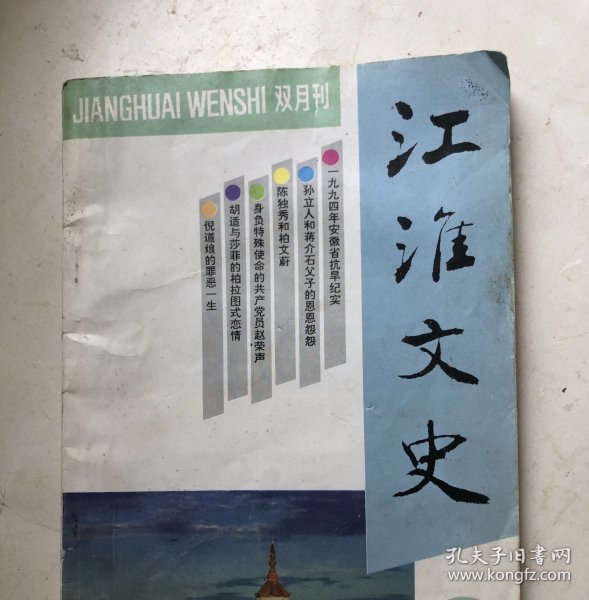 JIANGHUAI WENSHI 双月刊
江淮文史
一九九四年安徽省抗旱纪实
孙立人和蒋介石父子的恩恩怨怨
陈独秀和柏文蔚
身负特殊使命的共产党员赵荣声
胡适与莎菲的柏拉图式恋情
倪道烺的罪恶一生
孔夫子旧书网
www.kongfz.com